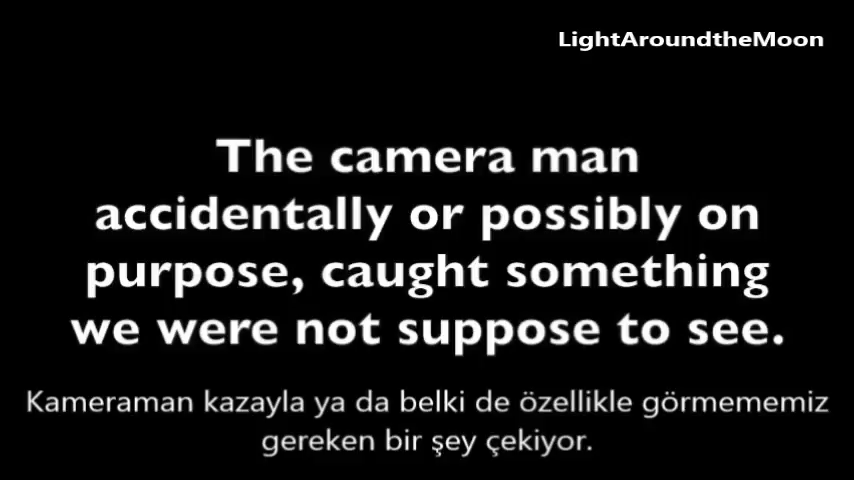 LightAroundtheMoon
The camera man
accidentally or possibly on
purpose, caught something
we were not suppose to see.
Kameraman kazayla ya da belki de özellikle görmememiz
gereken bir şey çekiyor.